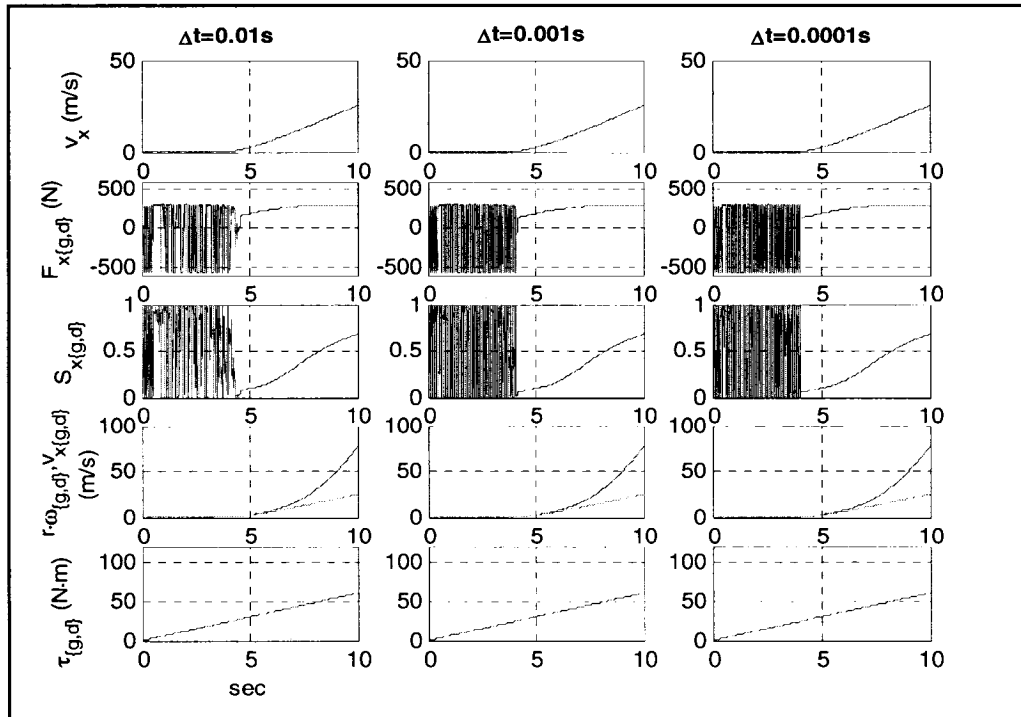 Δt=0.01s Δt=0.001s Δt=0.0001s
50 50 50
v_x (m/s)
0 0 0
0 5 10 0 5 10 0 5 10
500 500 500
F_x{g,d} (N)
0 0 0
-500 -500 -500
0 5 10 0 5 10 0 5 10
1 1 1
S_x{g,d}
0.5 0.5 0.5
0 0 0
0 5 10 0 5 10 0 5 10
100 100 100
r·ω_{g,d},v_x{g,d}
(m/s)
50 50 50
0 0 0
0 5 10 0 5 10 0 5 10
100 100 100
τ_{g,d} (N·m)
50 50 50
0 0 0
0 5 10 0 5 10 0 5 10
sec